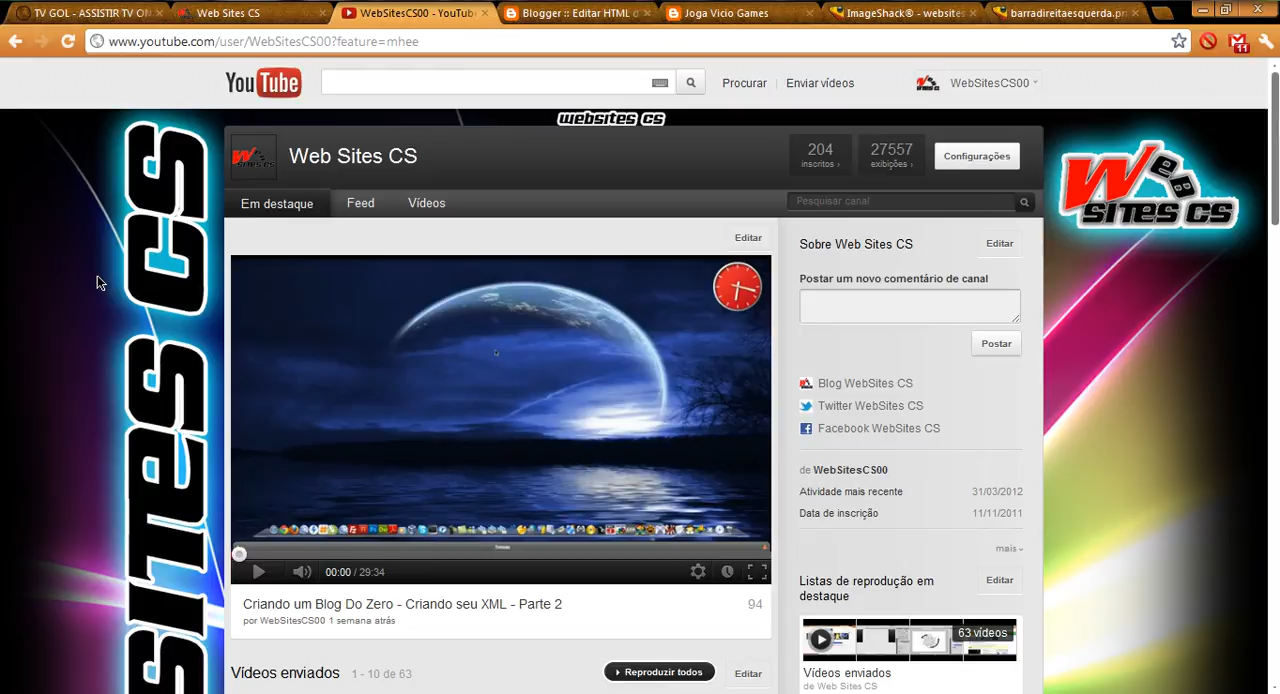 TV GOL - ASSISTIR TV ON
Web Sites CS
WebSitesCS00 - YouTub
Blogger :: Editar HTML d
Joga Vicio Games
ImageShack® - website
barradireitaesquerda.pn
www.youtube.com/user/WebSitesCS00?feature=mhee
11
YouTube
Procurar
Enviar vídeos
WebSitesCS00
websites cs
Web Sites CS
204
inscritos ›
27557
exibições ›
Configurações
Web
Sites CS
Em destaque
Feed
Vídeos
Pesquisar canal
SITES CS
Editar
Sobre Web Sites CS
Editar
Postar um novo comentário de canal
Postar
Blog WebSites CS
Twitter WebSites CS
Facebook WebSites CS
de WebSitesCS00
Atividade mais recente 31/03/2012
Data de inscrição 11/11/2011
mais
00:00 / 29:34
Criando um Blog Do Zero - Criando seu XML - Parte 2
94
por WebSitesCS00 1 semana atrás
Listas de reprodução em
destaque
Editar
63 vídeos
Vídeos enviados
de Web Sites CS
Vídeos enviados 1 - 10 de 63
Reproduzir todos
Editar